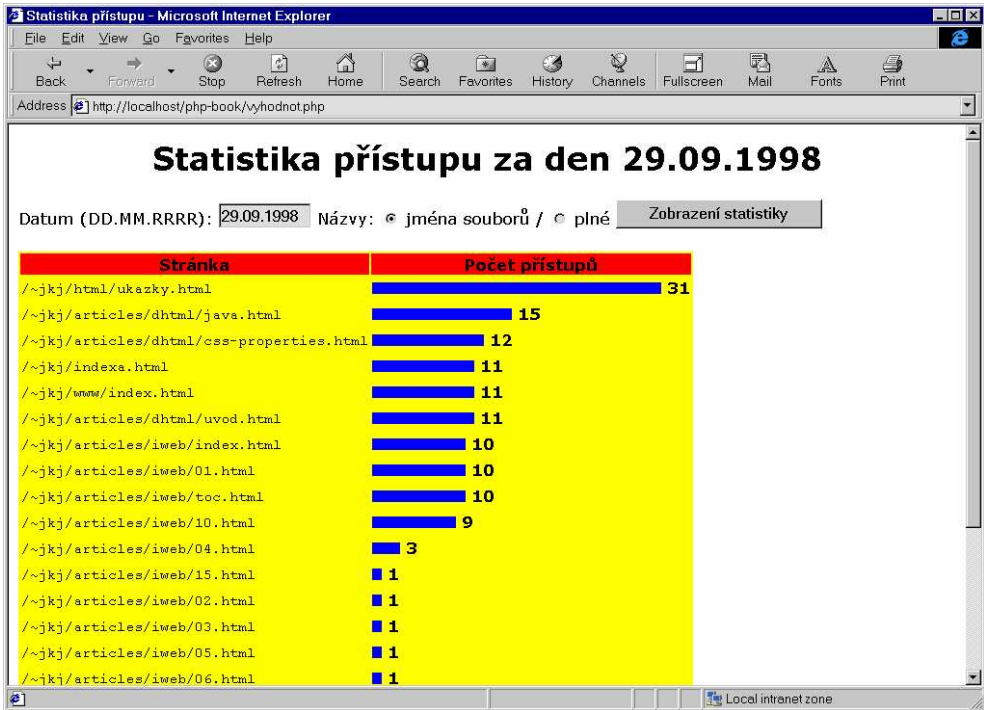 Statistika přístupu - Microsoft Internet Explorer
File Edit View Go Favorites Help
Back Forward Stop Refresh Home Search Favorites History Channels Fullscreen Mail Fonts Print
Address http://localhost/php-book/vyhodnot.php
Statistika přístupu za den 29.09.1998
Datum (DD.MM.RRRR): 29.09.1998 Názvy: jména souborů / plné Zobrazení statistiky
Stránka Počet přístupů
/~jkj/html/ukazky.html 31
/~jkj/articles/dhtml/java.html 15
/~jkj/articles/dhtml/css-properties.html 12
/~jkj/indexa.html 11
/~jkj/www/index.html 11
/~jkj/articles/dhtml/uvod.html 11
/~jkj/articles/iweb/index.html 10
/~jkj/articles/iweb/01.html 10
/~jkj/articles/iweb/toc.html 10
/~jkj/articles/iweb/10.html 9
/~jkj/articles/iweb/04.html 3
/~jkj/articles/iweb/15.html 1
/~jkj/articles/iweb/02.html 1
/~jkj/articles/iweb/03.html 1
/~jkj/articles/iweb/05.html 1
/~jkj/articles/iweb/06.html 1
Local intranet zone